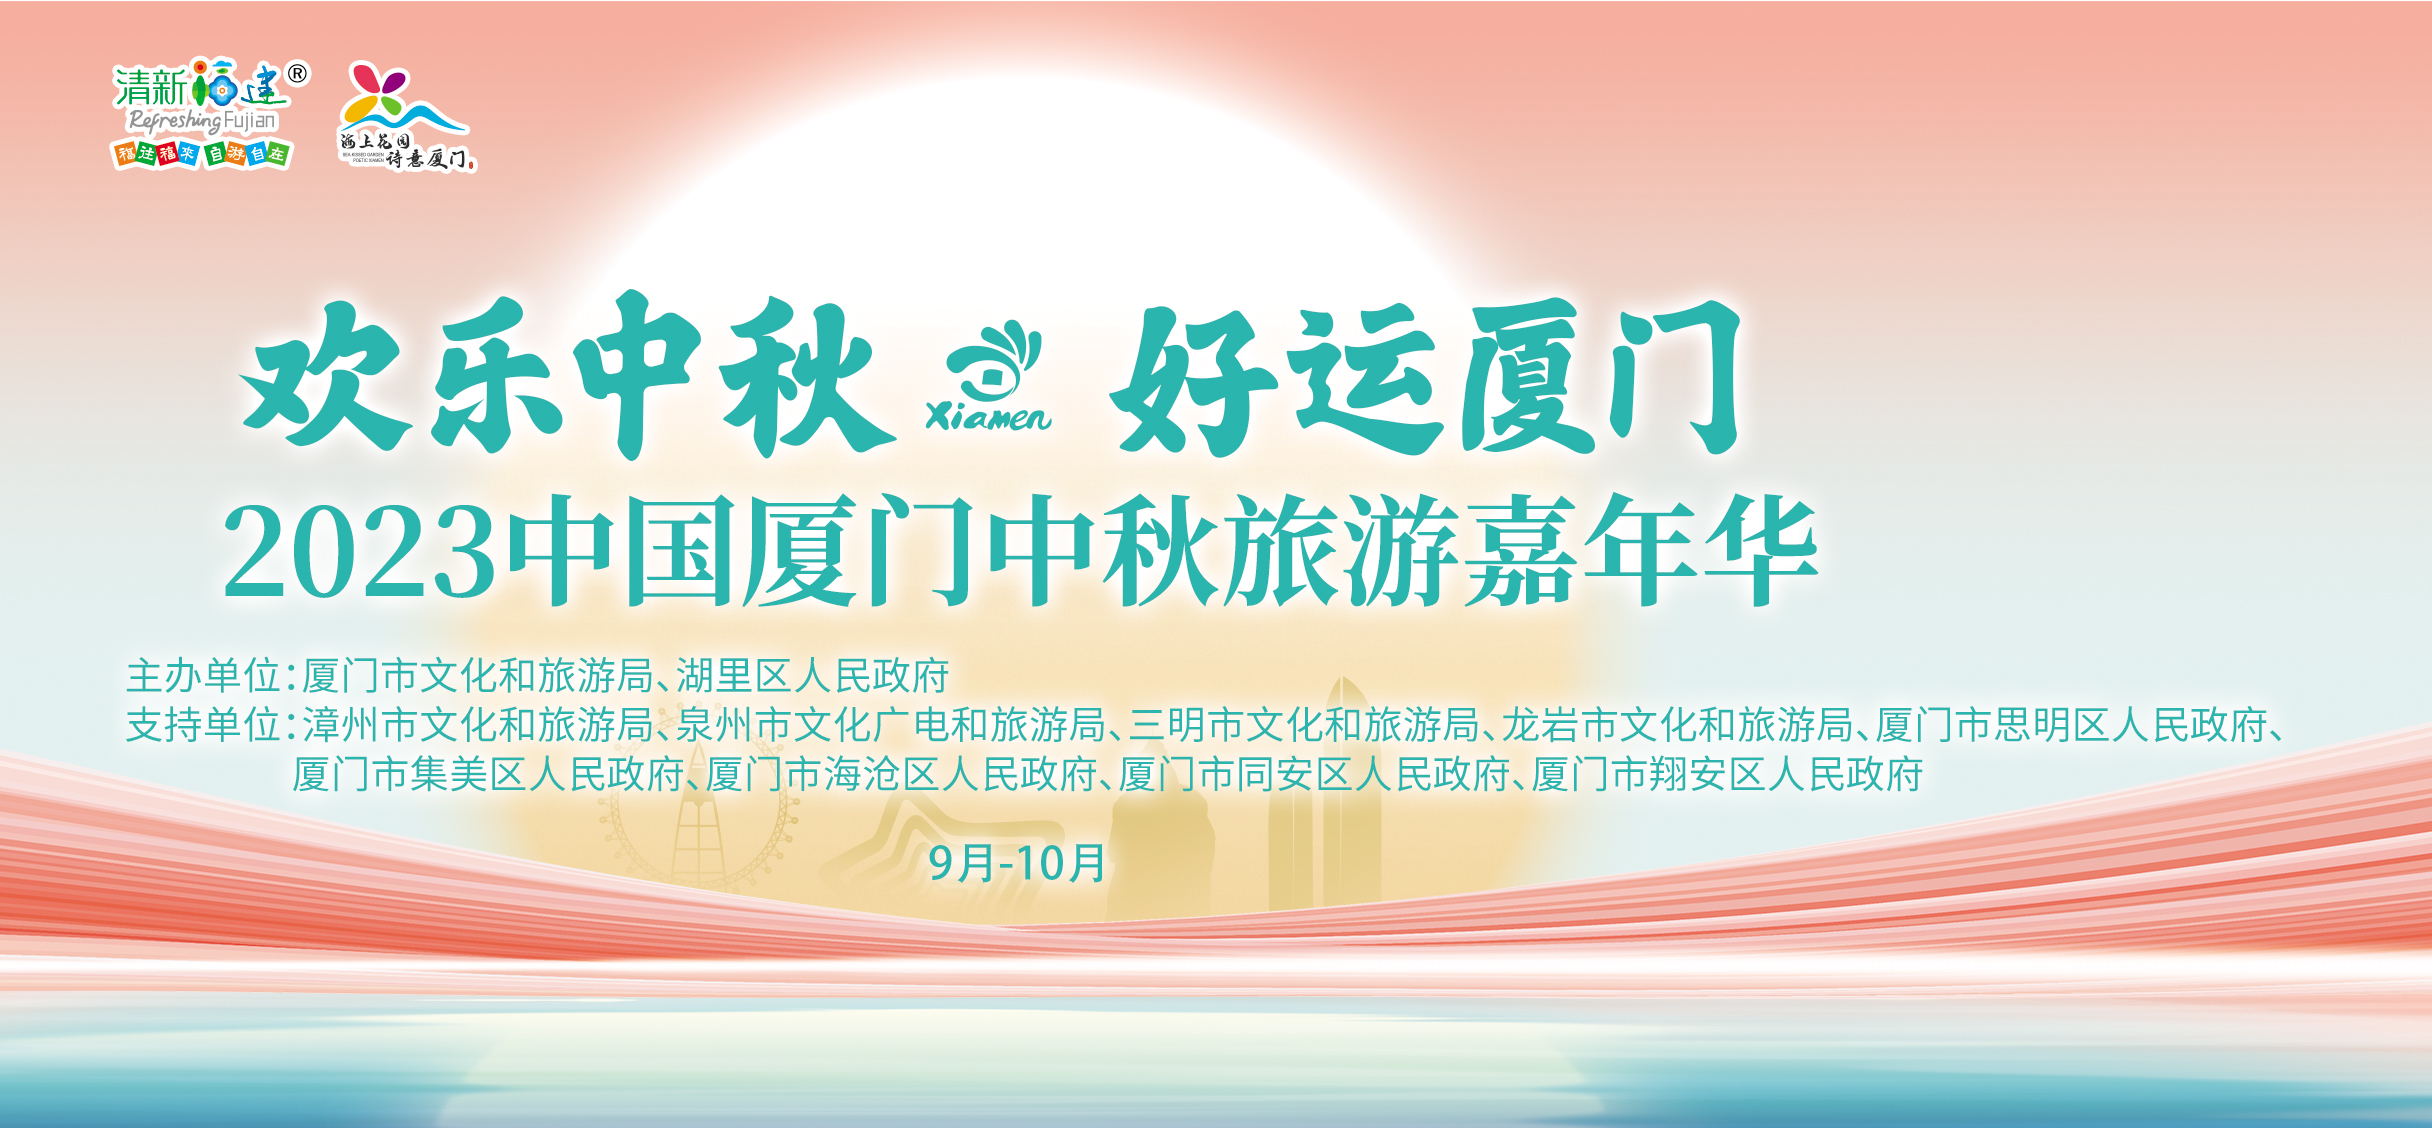 清新福建®
Refreshing Fujian
福往福来 自游自在
海上花园
SEA-KISSED GARDEN
POETIC XIAMEN
诗意厦门
欢乐中秋 Xiamen 好运厦门
2023中国厦门中秋旅游嘉年华
主办单位：厦门市文化和旅游局、湖里区人民政府
支持单位：漳州市文化和旅游局、泉州市文化广电和旅游局、三明市文化和旅游局、龙岩市文化和旅游局、厦门市思明区人民政府、
厦门市集美区人民政府、厦门市海沧区人民政府、厦门市同安区人民政府、厦门市翔安区人民政府
9月-10月